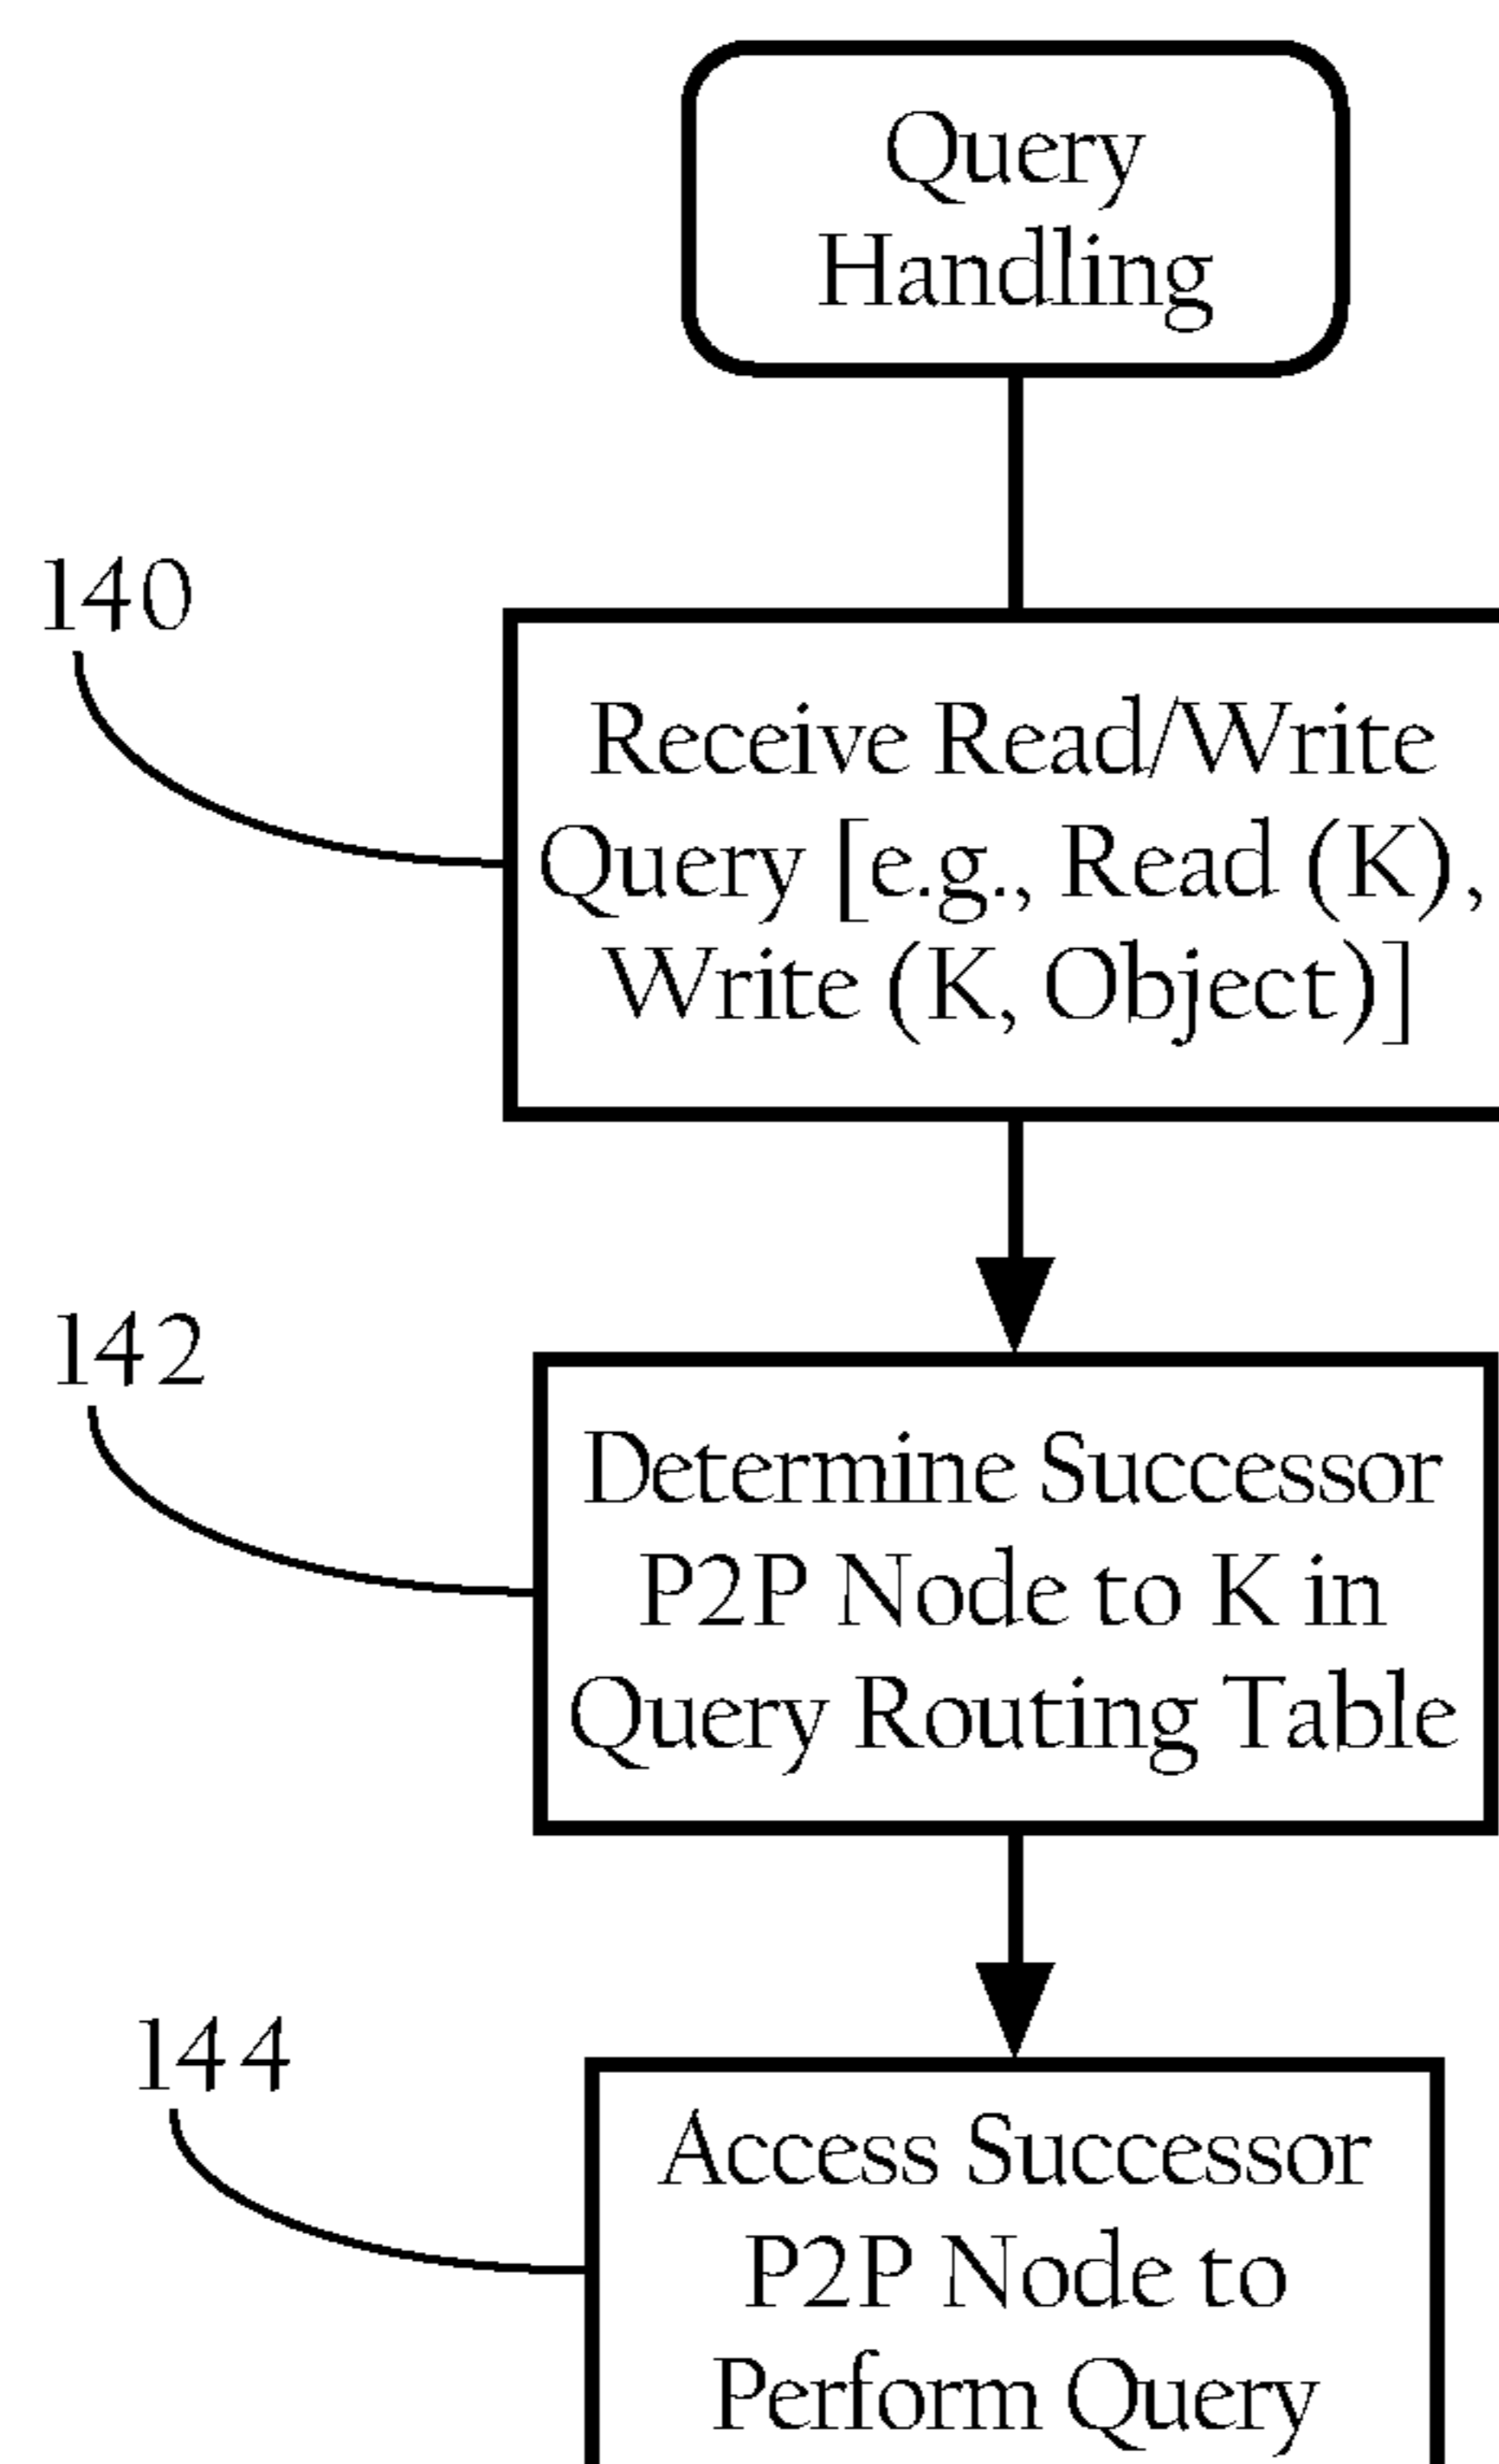 Query
Handling
140
Receive Read/Write
Query [e.g., Read (K),
Write (K, Object)]
142
Determine Successor
P2P Node to K in
Query Routing Table
144
Access Successor
P2P Node to
Perform Query